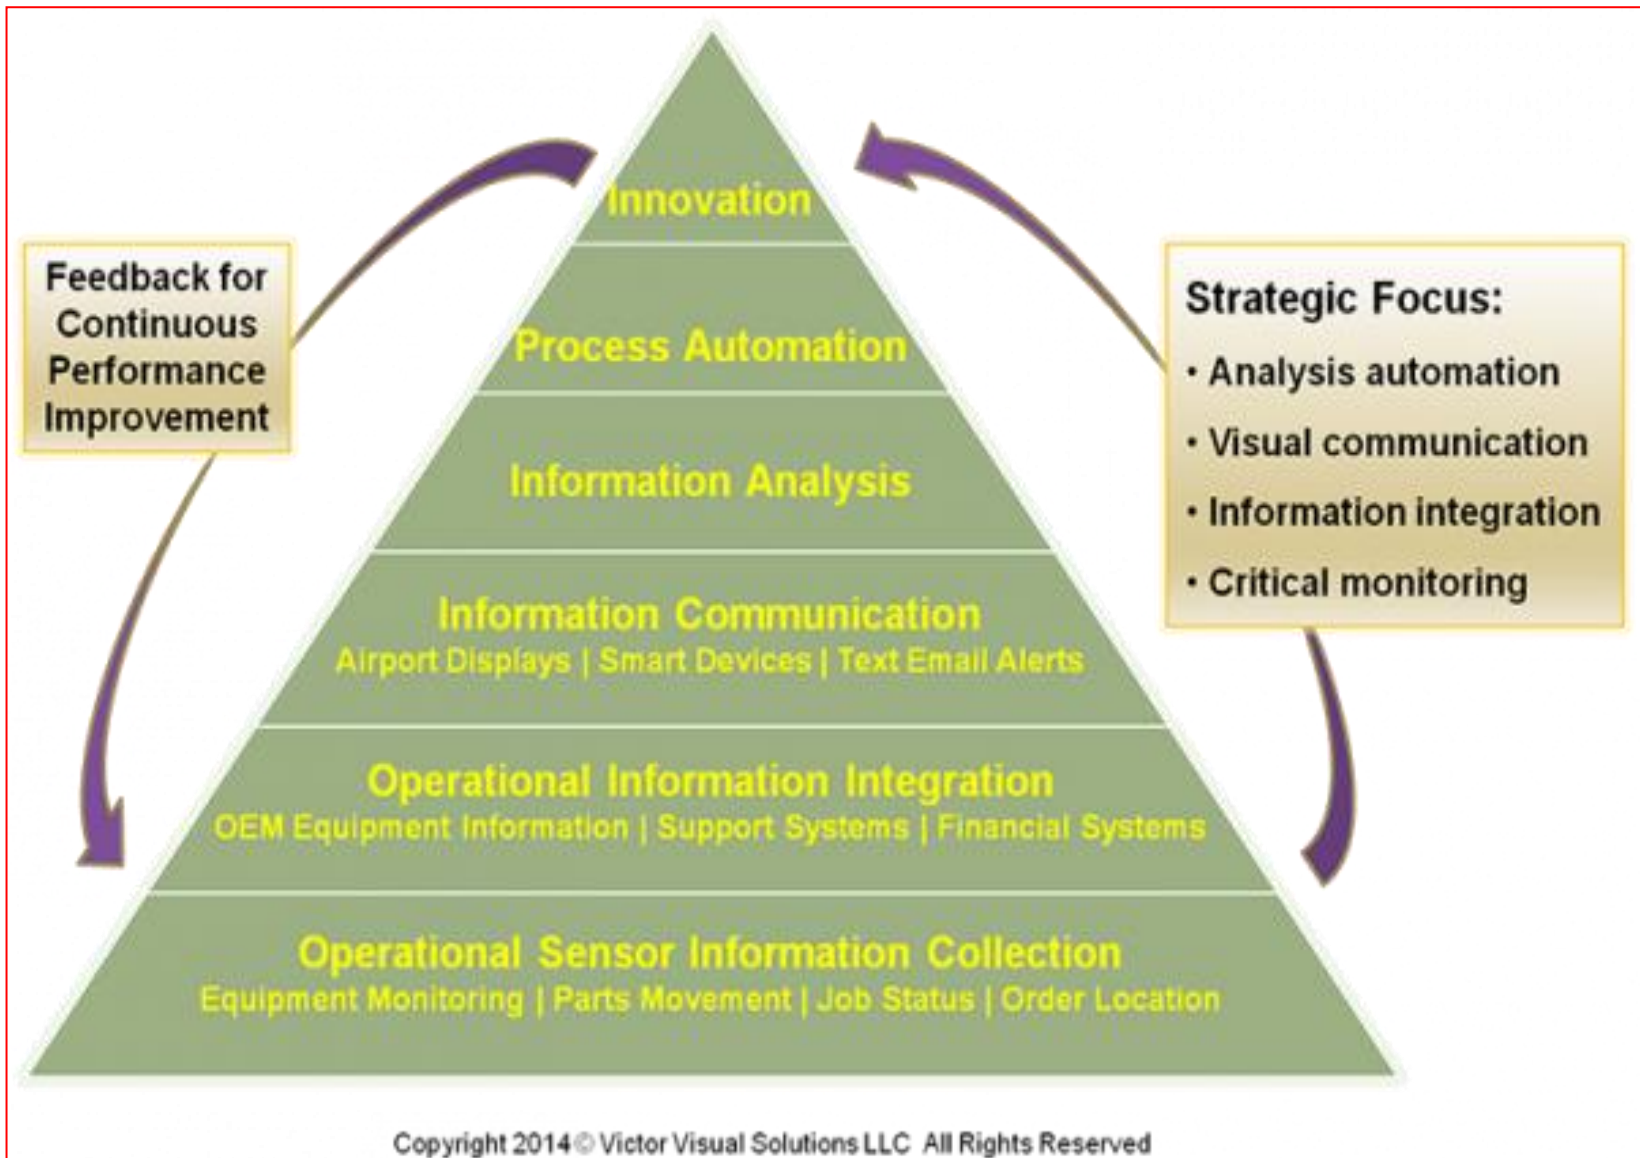 Innovation
Process Automation
Information Analysis
Information Communication
Airport Displays | Smart Devices | Text Email Alerts
Operational Information Integration
OEM Equipment Information | Support Systems | Financial Systems
Operational Sensor Information Collection
Equipment Monitoring | Parts Movement | Job Status | Order Location
Feedback for
Continuous
Performance
Improvement
Strategic Focus:
• Analysis automation
• Visual communication
• Information integration
• Critical monitoring
Copyright 2014 © Victor Visual Solutions LLC All Rights Reserved